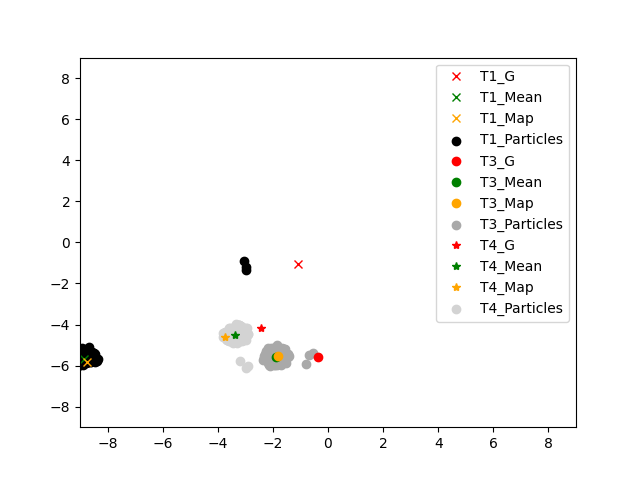 8
6
4
2
0
−2
−4
−6
−8
−8 −6 −4 −2 0 2 4 6 8
T1_G
T1_Mean
T1_Map
T1_Particles
T3_G
T3_Mean
T3_Map
T3_Particles
T4_G
T4_Mean
T4_Map
T4_Particles